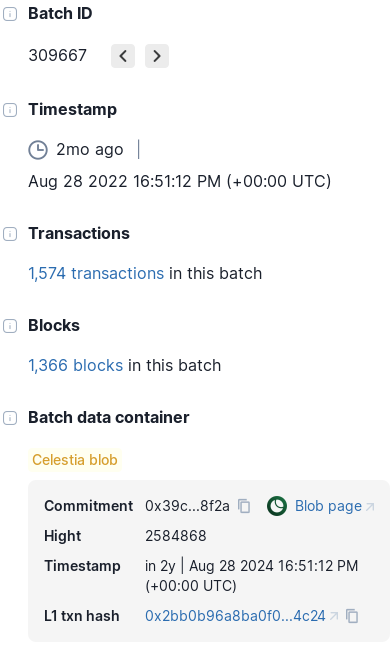 Batch ID
309667
Timestamp
2mo ago
Aug 28 2022 16:51:12 PM (+00:00 UTC)
Transactions
1,574 transactions in this batch
Blocks
1,366 blocks in this batch
Batch data container
Celestia blob
Commitment 0x39c...8f2a Blob page
Hight 2584868
Timestamp in 2y | Aug 28 2024 16:51:12 PM
(+00:00 UTC)
L1 txn hash 0x2bb0b96a8ba0f0...4c24